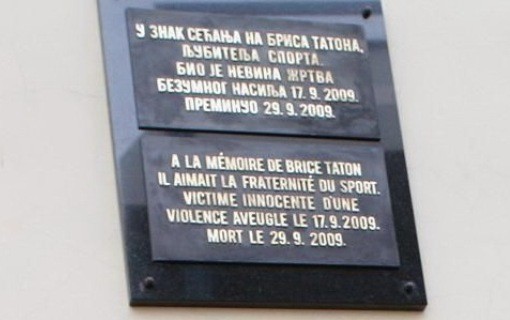 У ЗНАК СЕЋАЊА НА БРИСА ТАТОНА,
ЉУБИТЕЉА СПОРТА.
БИО ЈЕ НЕВИНА ЖРТВА
БЕЗУМНОГ НАСИЉА 17. 9. 2009.
ПРЕМИНУО 29. 9. 2009.
A LA MÉMOIRE DE BRICE TATON
IL AIMAIT LA FRATERNITÉ DU SPORT.
VICTIME INNOCENTE D'UNE
VIOLENCE AVEUGLE LE 17.9.2009.
MORT LE 29. 9. 2009.